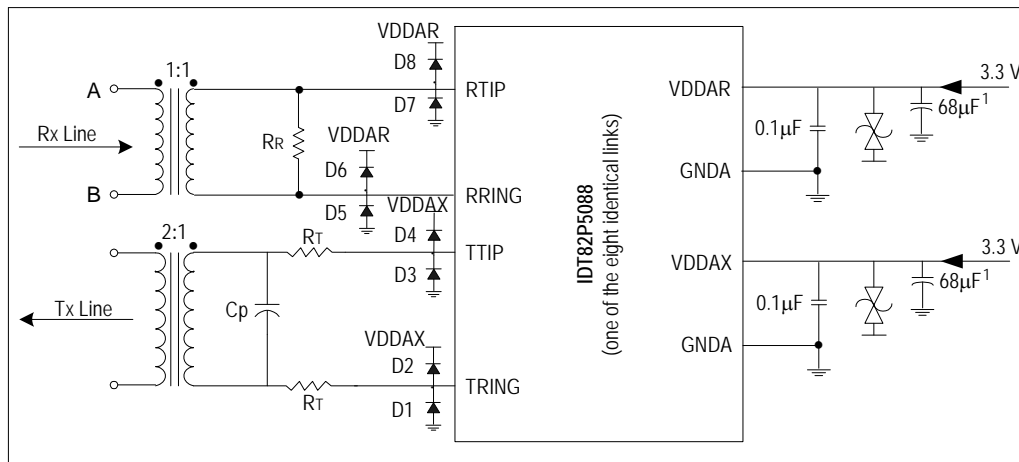 VDDAR
D8
1:1
A
RTIP
D7
VDDAR
Rx Line
RR
D6
B
RRING
D5
VDDAX
2:1
RT
D4
TTIP
D3
Tx Line
Cp
VDDAX
D2
TRING
RT
D1
IDT82P5088
(one of the eight identical links)
3.3 V
VDDAR
68µF1
0.1µF
GNDA
3.3 V
VDDAX
68µF1
0.1µF
GNDA